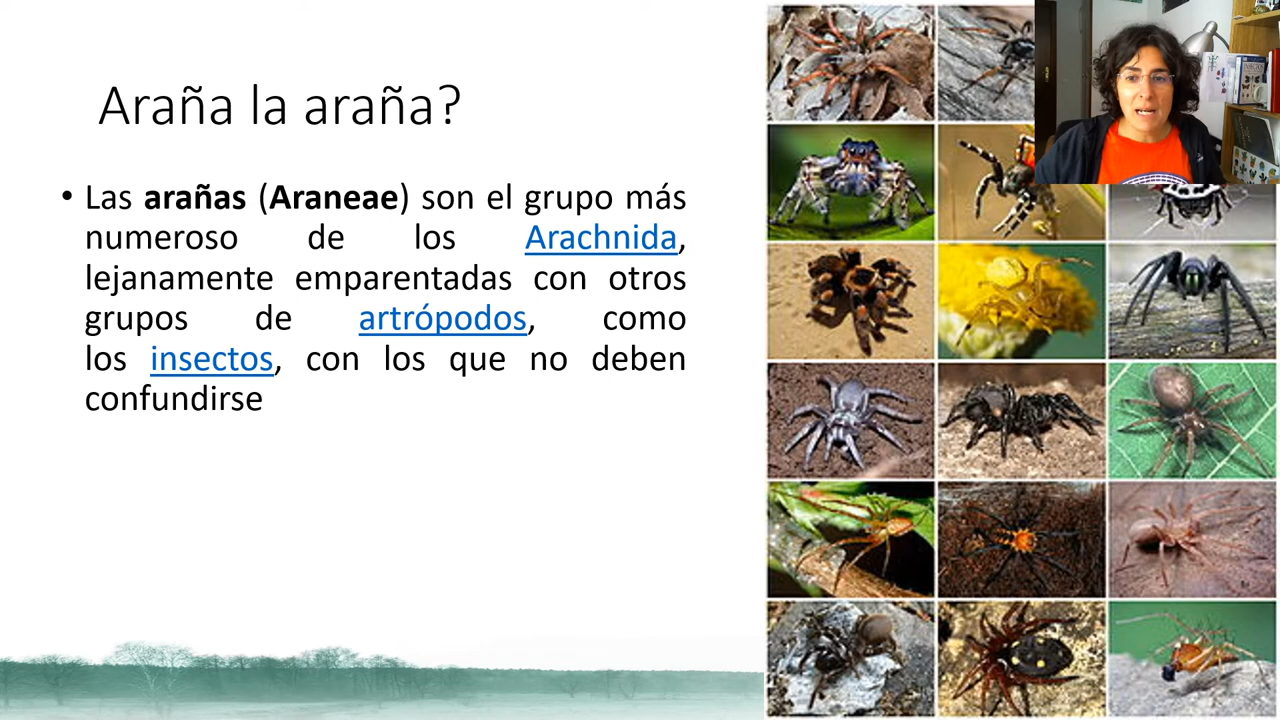 Araña la araña?
• Las arañas (Araneae) son el grupo más
numeroso de los Arachnida,
lejanamente emparentadas con otros
grupos de artrópodos, como
los insectos, con los que no deben
confundirse